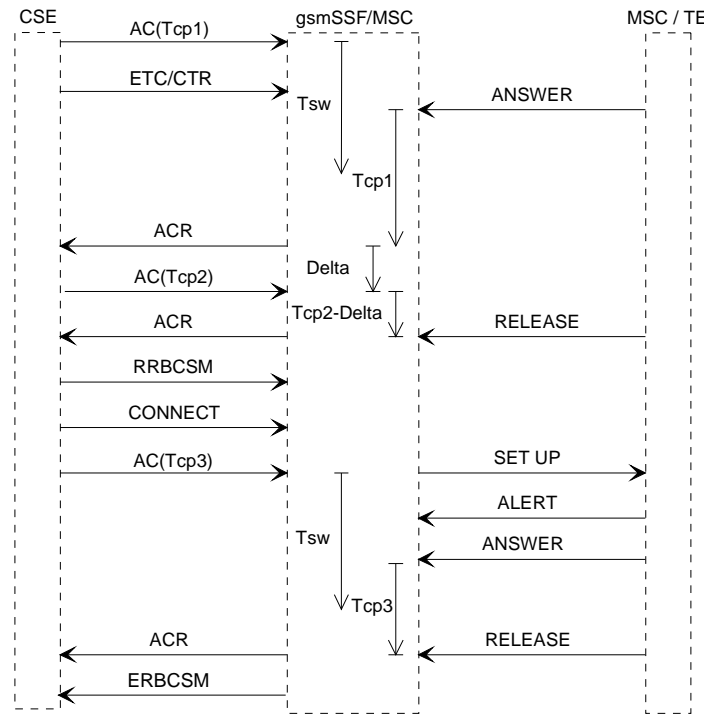 CSE
gsmSSF/MSC
MSC / TE
AC(Tcp1)
ETC/CTR
Tsw
ANSWER
Tcp1
ACR
Delta
AC(Tcp2)
Tcp2-Delta
ACR
RELEASE
RRBCSM
CONNECT
AC(Tcp3)
SET UP
ALERT
Tsw
ANSWER
Tcp3
ACR
RELEASE
ERBCSM